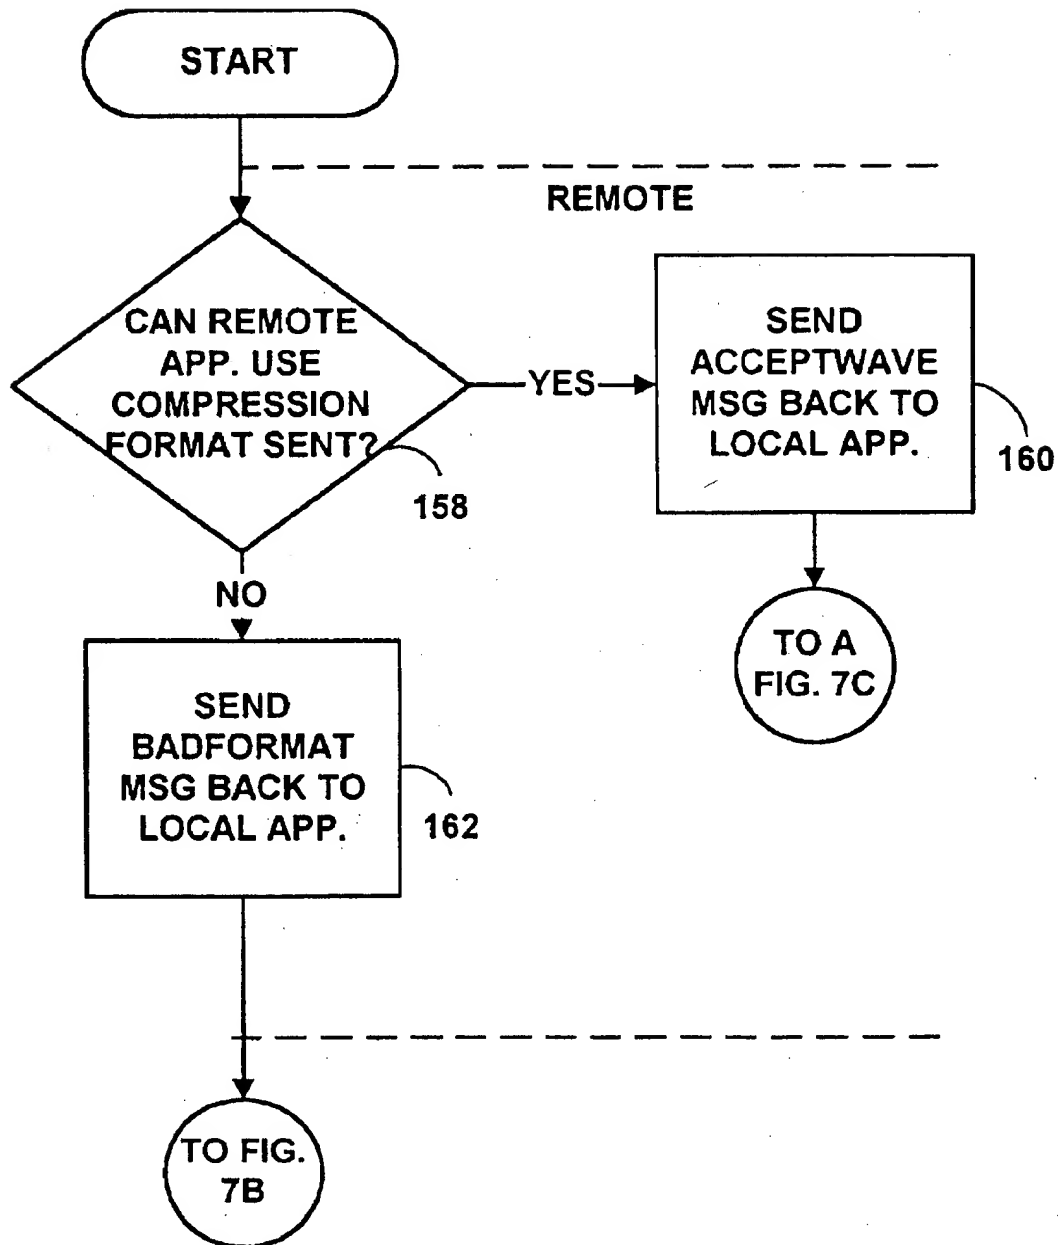 START
REMOTE
CAN REMOTE
APP. USE
COMPRESSION
FORMAT SENT?
158
YES
SEND
ACCEPTWAVE
MSG BACK TO
LOCAL APP.
160
NO
TO A
FIG. 7C
SEND
BADFORMAT
MSG BACK TO
LOCAL APP.
162
TO FIG.
7B